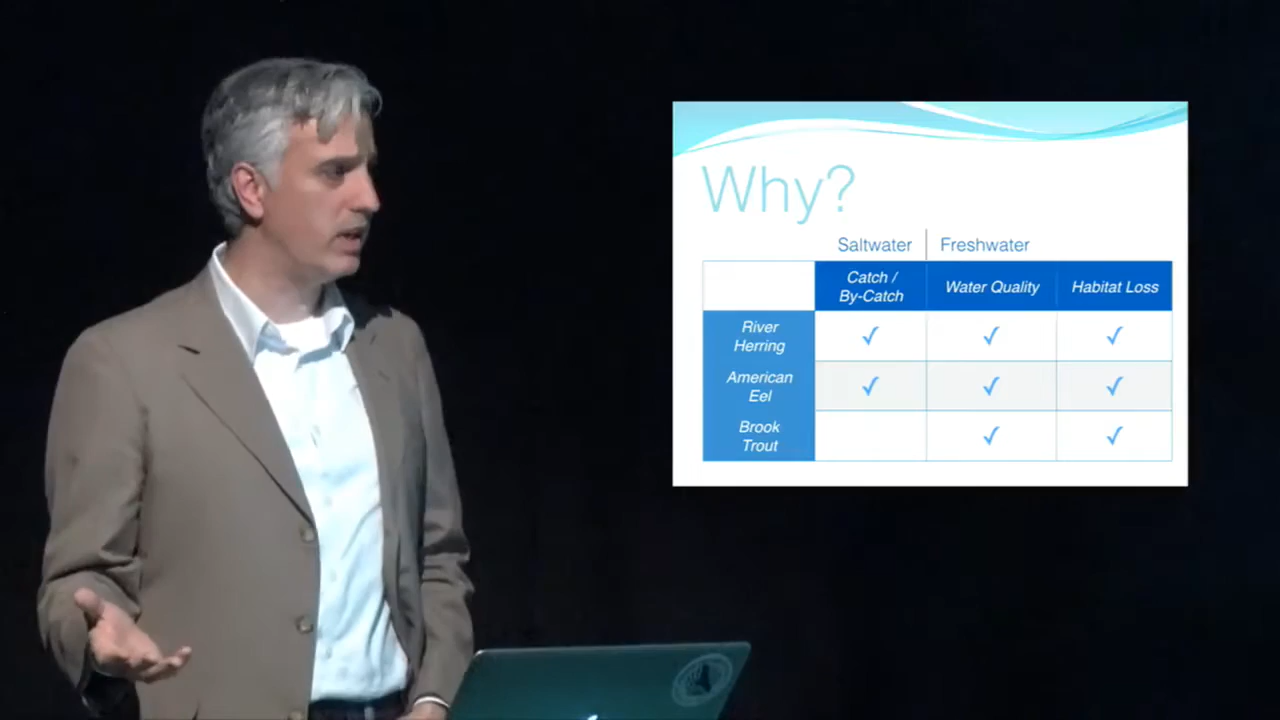 Why?
Saltwater Freshwater
Catch /
By-Catch
Water Quality
Habitat Loss
River
Herring
✓ ✓ ✓
American
Eel
✓ ✓ ✓
Brook
Trout
✓ ✓